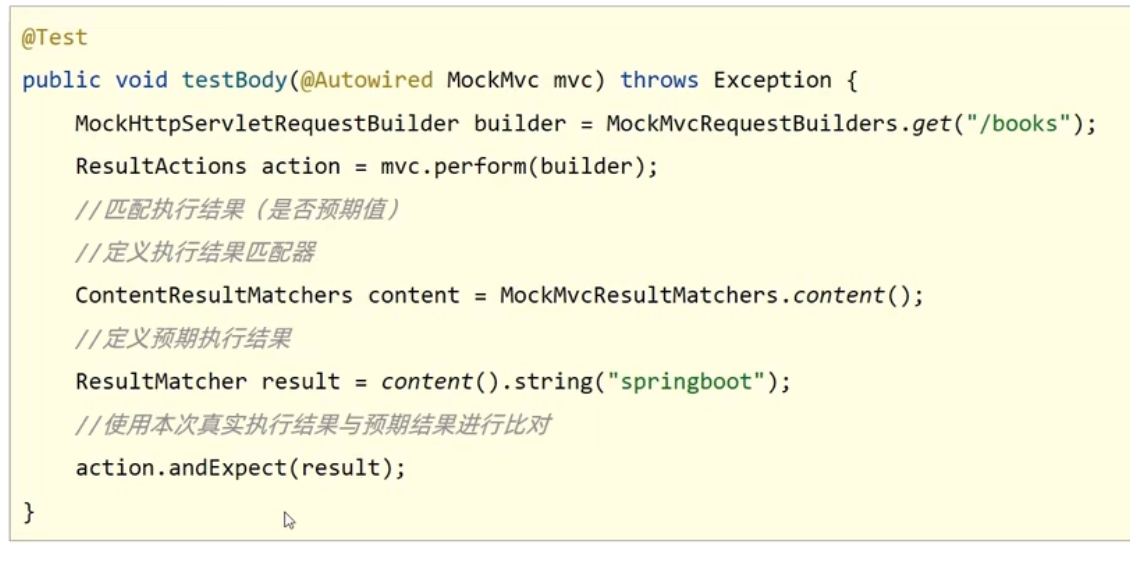 @Test
public void testBody(@Autowired MockMvc mvc) throws Exception {
    MockHttpServletRequestBuilder builder = MockMvcRequestBuilders.get("/books");
    ResultActions action = mvc.perform(builder);
    //匹配执行结果（是否预期值）
    //定义执行结果匹配器
    ContentResultMatchers content = MockMvcResultMatchers.content();
    //定义预期执行结果
    ResultMatcher result = content().string("springboot");
    //使用本次真实执行结果与预期结果进行比对
    action.andExpect(result);
}